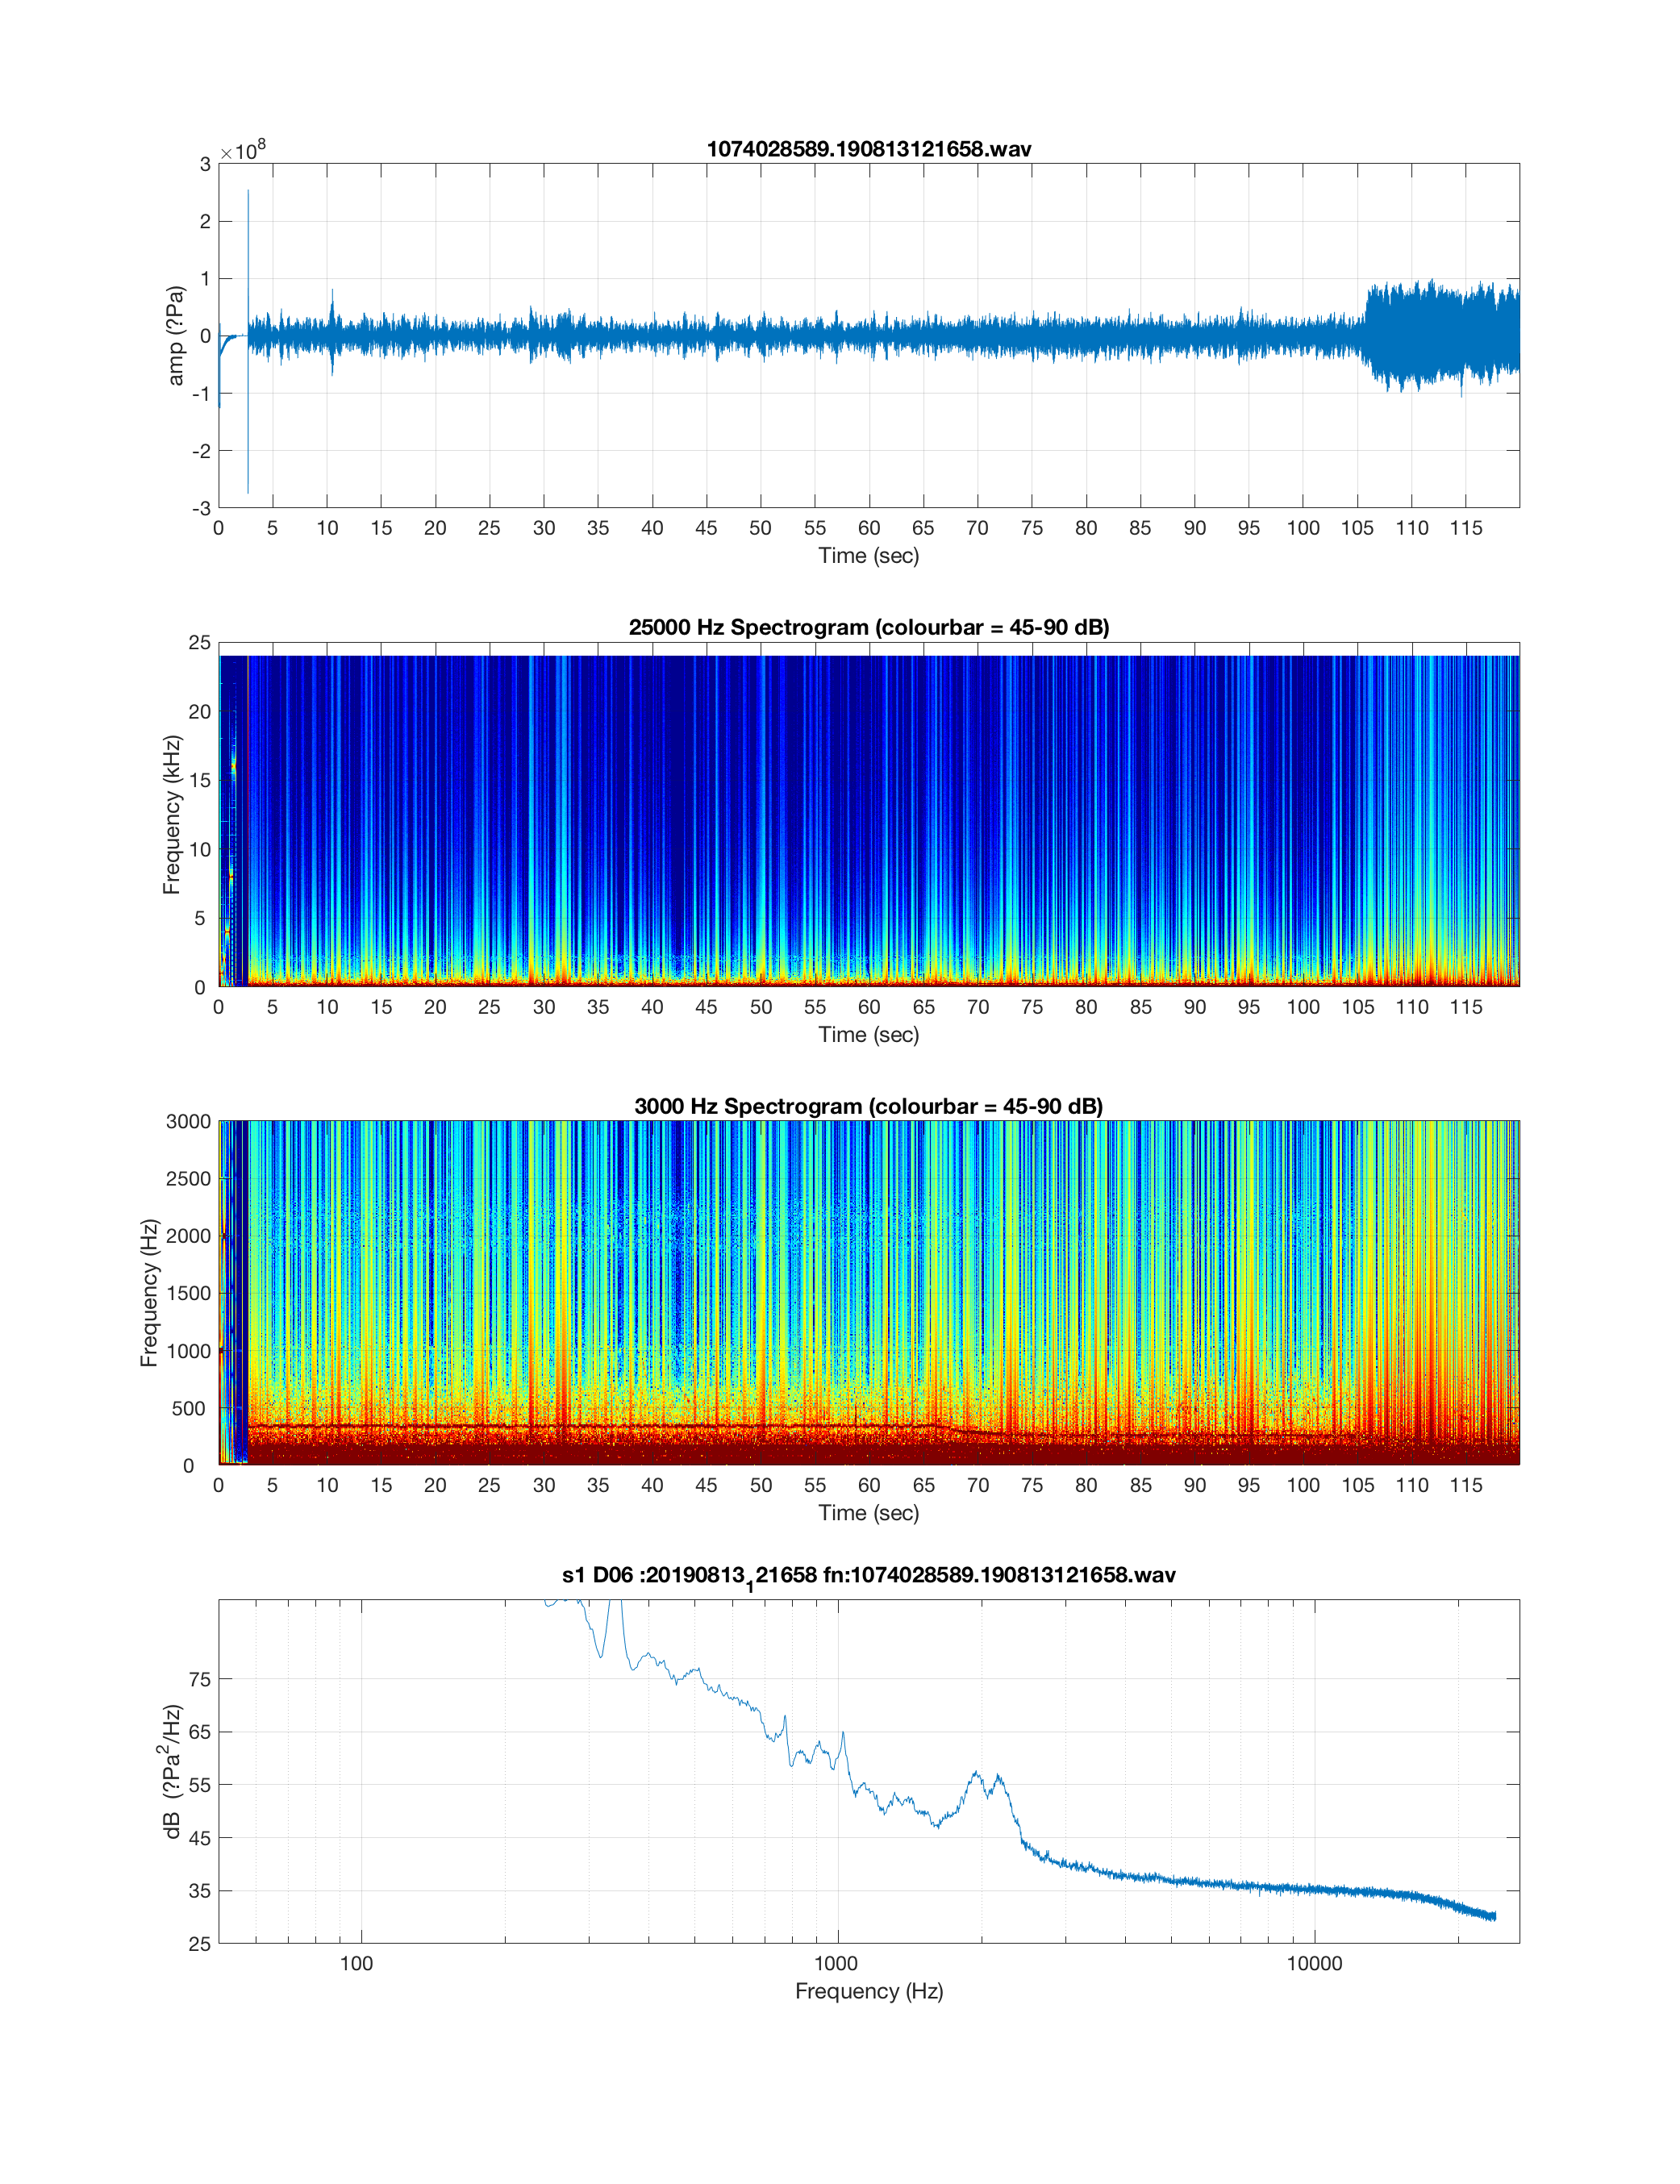 1074028589.190813121658.wav
×10⁸
3
2
1
0
-1
-2
-3
amp (?Pa)
0 5 10 15 20 25 30 35 40 45 50 55 60 65 70 75 80 85 90 95 100 105 110 115
Time (sec)
25000 Hz Spectrogram (colourbar = 45-90 dB)
25
20
15
10
5
0
Frequency (kHz)
0 5 10 15 20 25 30 35 40 45 50 55 60 65 70 75 80 85 90 95 100 105 110 115
Time (sec)
3000 Hz Spectrogram (colourbar = 45-90 dB)
3000
2500
2000
1500
1000
500
0
Frequency (Hz)
0 5 10 15 20 25 30 35 40 45 50 55 60 65 70 75 80 85 90 95 100 105 110 115
Time (sec)
s1 D06 :20190813₁21658 fn:1074028589.190813121658.wav
75
65
55
45
35
25
dB (?Pa²/Hz)
100 1000 10000
Frequency (Hz)